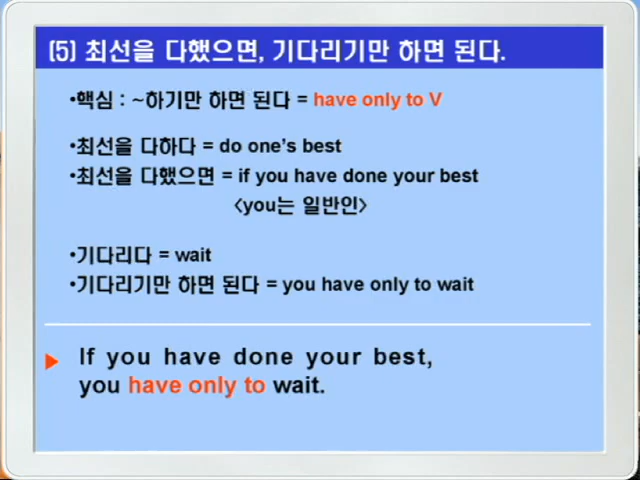 (5) 최선을 다했으면, 기다리기만 하면 된다.
•핵심 : ~하기만 하면 된다 = have only to V
•최선을 다하다 = do one's best
•최선을 다했으면 = if you have done your best
<you는 일반인>
•기다리다 = wait
•기다리기만 하면 된다 = you have only to wait
▶ If you have done your best,
you have only to wait.